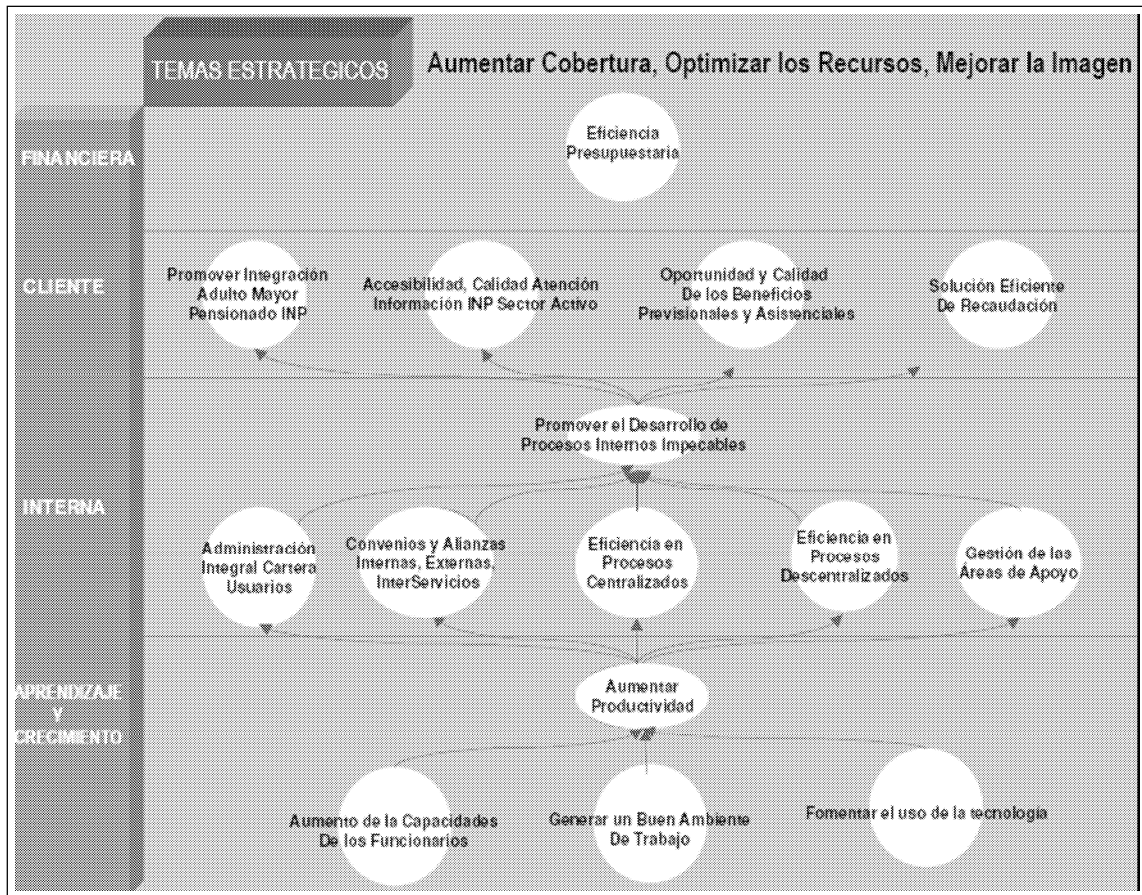 TEMAS ESTRATEGICOS
Aumentar Cobertura, Optimizar los Recursos, Mejorar la Imagen
FINANCIERA
Eficiencia
Presupuestaria
CLIENTE
Promover Integración
Adulto Mayor
Pensionado INP
Accesibilidad, Calidad Atención
Información INP Sector Activo
Oportunidad y Calidad
De los Beneficios
Previsionales y Asistenciales
Solución Eficiente
De Recaudación
Promover el Desarrollo de
Procesos Internos Impecables
INTERNA
Administración
Integral Cartera
Usuarios
Convenios y Alianzas
Internas, Externas,
InterServicios
Eficiencia en
Procesos
Centralizados
Eficiencia en
Procesos
Descentralizados
Gestión de las
Áreas de Apoyo
APRENDIZAJE
Y
CRECIMIENTO
Aumentar
Productividad
Aumento de la Capacidades
De los Funcionarios
Generar un Buen Ambiente
De Trabajo
Fomentar el uso de la tecnología